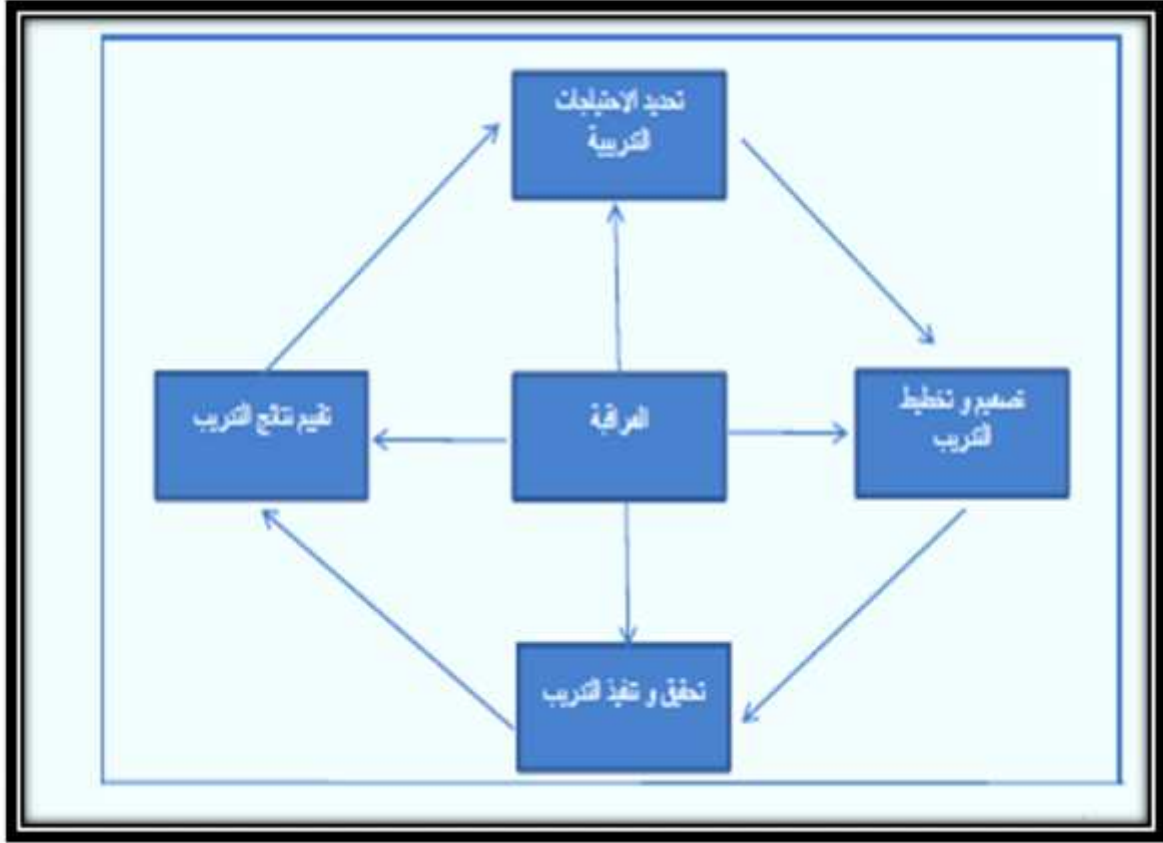 تحديد الاحتياجات
التدريبية
تصميم و تخطيط
التدريب
المراقبة
تقييم نتائج التدريب
تحقيق و تنفيذ التدريب